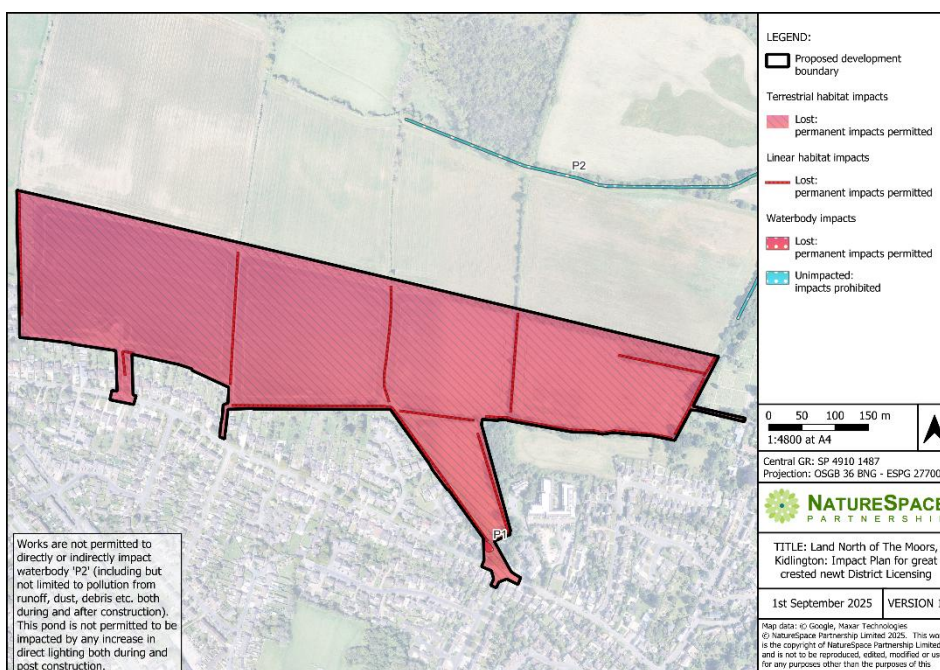 P2
P1
Works are not permitted to
directly or indirectly impact
waterbody 'P2' (including but
not limited to pollution from
runoff, dust, debris etc. both
during and after construction).
This pond is not permitted to be
impacted by any increase in
direct lighting both during and
post construction.
LEGEND:
Proposed development
boundary
Terrestrial habitat impacts
Lost:
permanent impacts permitted
Linear habitat impacts
Lost:
permanent impacts permitted
Waterbody impacts
Lost:
permanent impacts permitted
Unimpacted:
impacts prohibited
0 50 100 150 m
1:4800 at A4
Central GR: SP 4910 1487
Projection: OSGB 36 BNG - ESPG 27700
NATURESPACE
PARTNERSHI
TITLE: Land North of The Moors,
Kidlington: Impact Plan for great
crested newt District Licensing
1st September 2025
VERSION 1
Map data: © Google, Maxar Technologies
© NatureSpace Partnership Limited 2025. This wo
is the copyright of NatureSpace Partnership Limited
and is not to be reproduced, edited, modified or us
for any purposes other than the purposes of this